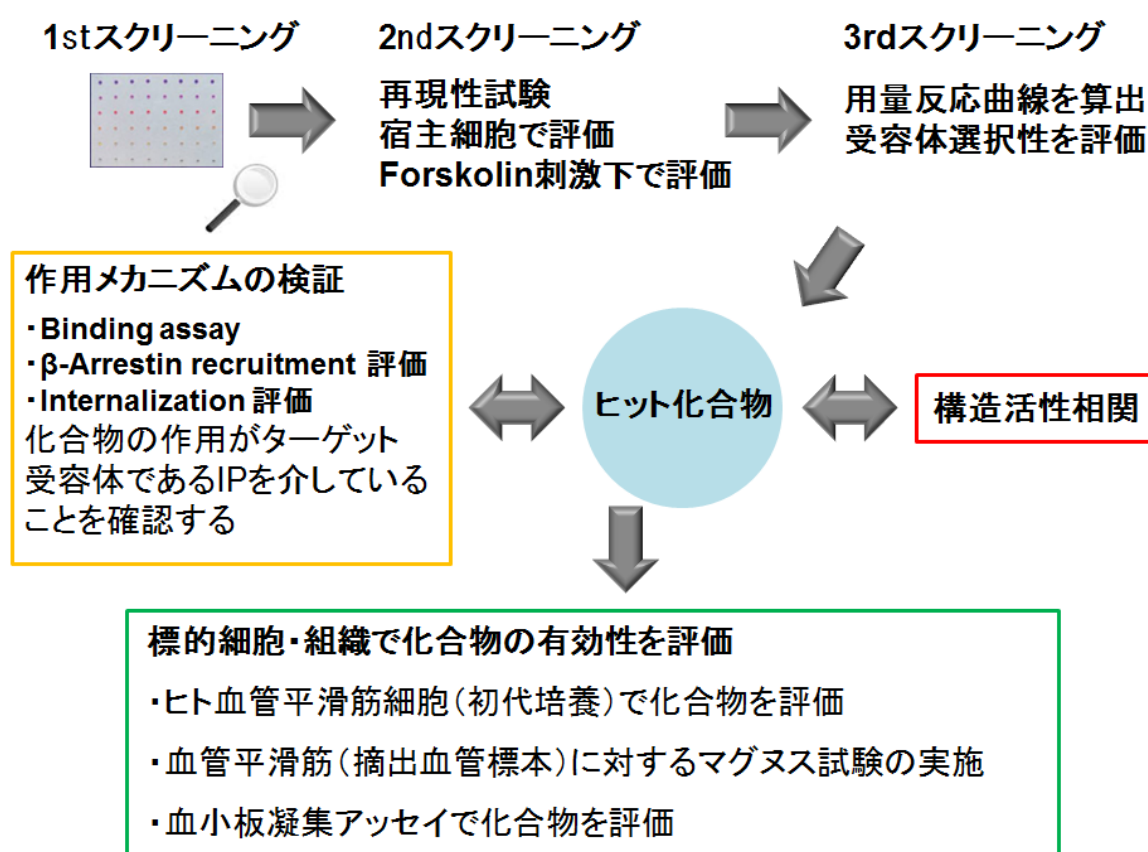 1stスクリーニング
2ndスクリーニング
3rdスクリーニング
再現性試験
宿主細胞で評価
Forskolin刺激下で評価
用量反応曲線を算出
受容体選択性を評価
作用メカニズムの検証
・Binding assay
・β-Arrestin recruitment 評価
・Internalization 評価
化合物の作用がターゲット
受容体であるIPを介している
ことを確認する
ヒット化合物
構造活性相関
標的細胞・組織で化合物の有効性を評価
・ヒト血管平滑筋細胞(初代培養)で化合物を評価
・血管平滑筋(摘出血管標本)に対するマグヌス試験の実施
・血小板凝集アッセイで化合物を評価